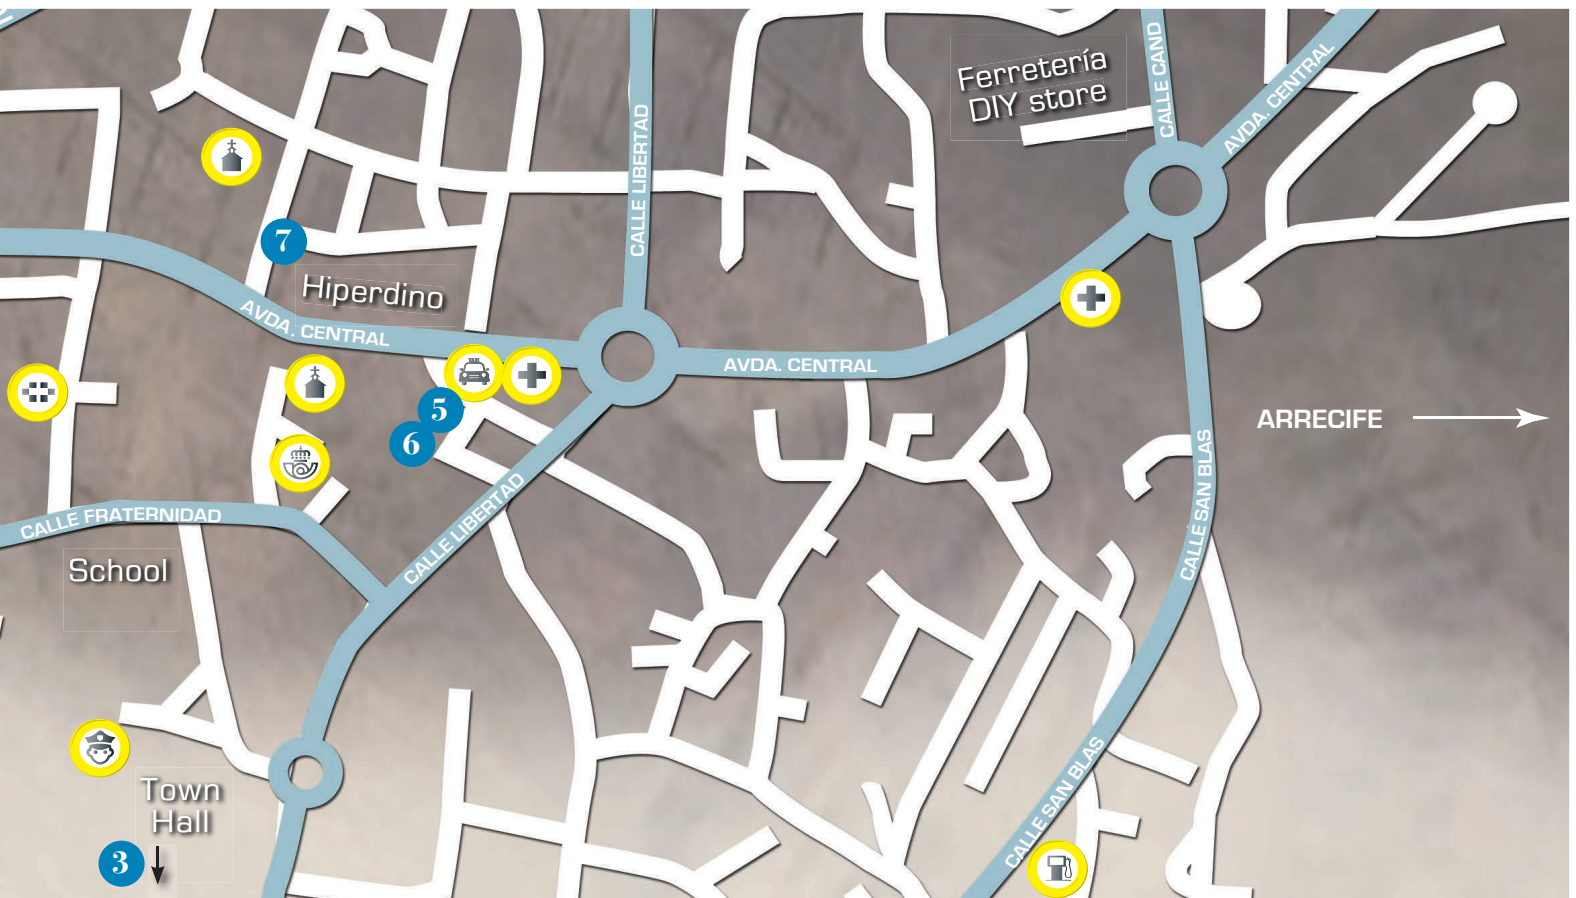 Ferretería
DIY store
CALLE CAND
AVDA. CENTRAL
CALLE LIBERTAD
7
Hiperdino
AVDA. CENTRAL
AVDA. CENTRAL
TAXI
5
6
ARRECIFE
CALLE SAN BLAS
CALLE LIBERTAD
CALLE FRATERNIDAD
School
Town
Hall
3
CALLE SAN BLAS